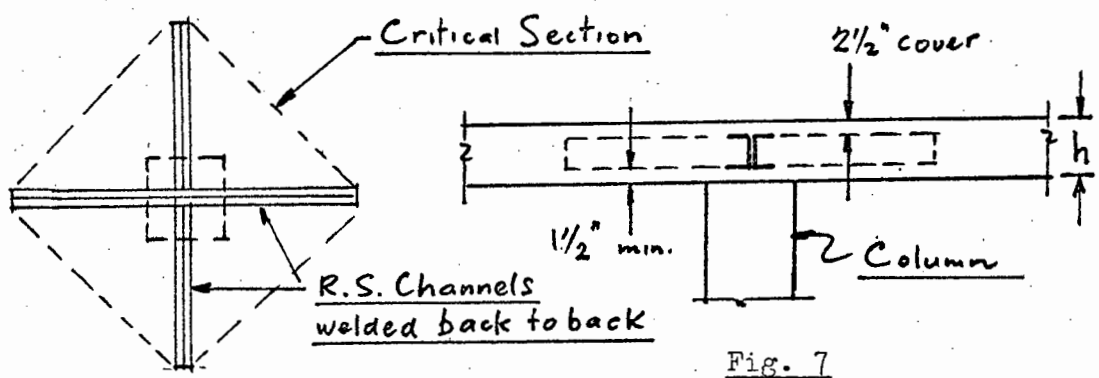 Critical Section
2½" cover
h
1½" min.
Column
R.S. Channels
welded back to back
Fig. 7